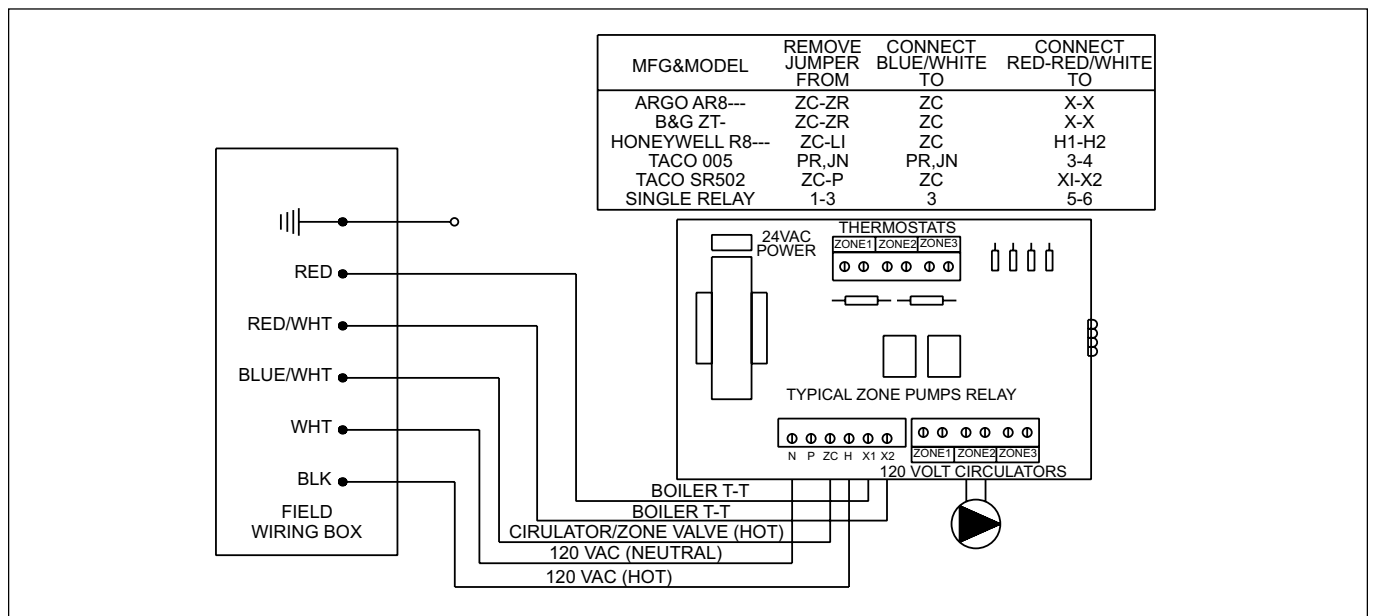 MFG&MODEL REMOVE JUMPER FROM CONNECT BLUE/WHITE TO CONNECT RED-RED/WHITE TO
ARGO AR8--- ZC-ZR ZC X-X
B&G ZT- ZC-ZR ZC X-X
HONEYWELL R8--- ZC-LI ZC H1-H2
TACO 005 PR,JN PR,JN 3-4
TACO SR502 ZC-P ZC XI-X2
SINGLE RELAY 1-3 3 5-6
24VAC
POWER
THERMOSTATS
ZONE1 ZONE2 ZONE3
RED
RED/WHT
BLUE/WHT
WHT
BLK
FIELD
WIRING BOX
TYPICAL ZONE PUMPS RELAY
N P ZC H X1 X2
ZONE1 ZONE2 ZONE3
120 VOLT CIRCULATORS
BOILER T-T
BOILER T-T
CIRULATOR/ZONE VALVE (HOT)
120 VAC (NEUTRAL)
120 VAC (HOT)